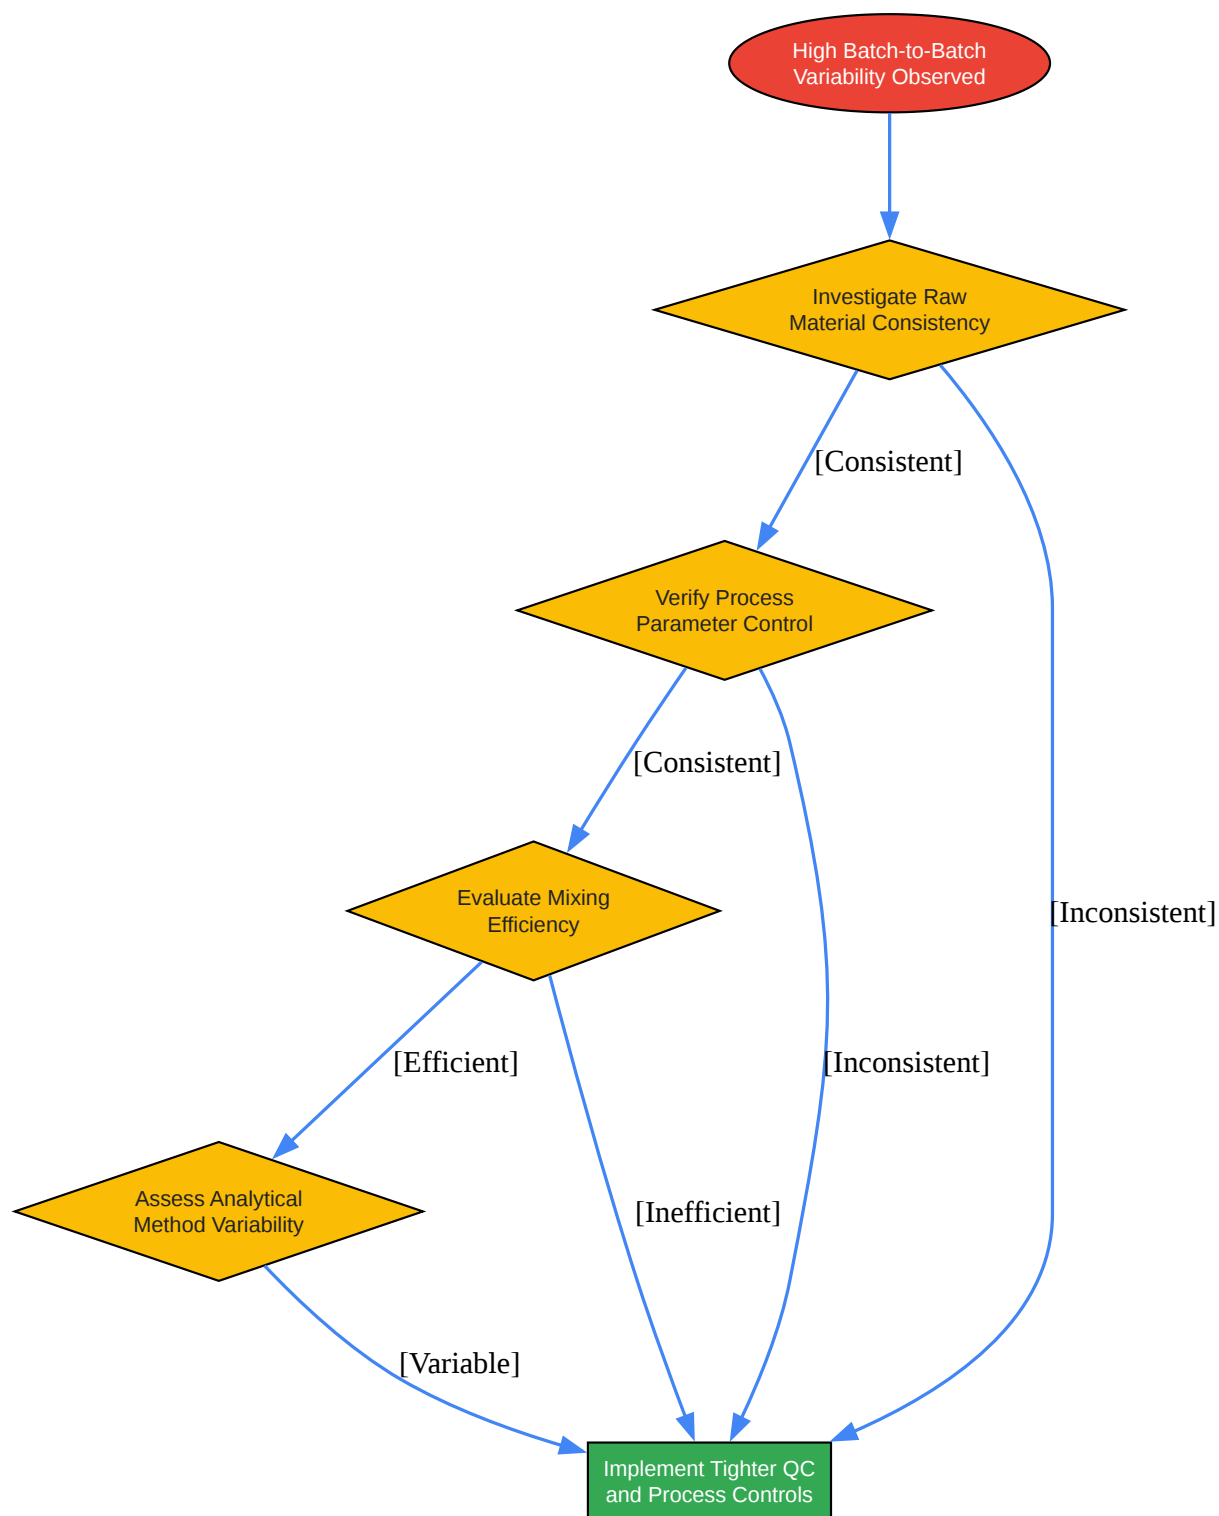 High Batch-to-Batch
Variability Observed
Investigate Raw
Material Consistency
[Consistent]
Verify Process
Parameter Control
[Consistent]
Evaluate Mixing
Efficiency
[Inconsistent]
[Efficient]
[Inconsistent]
Assess Analytical
Method Variability
[Inefficient]
[Variable]
Implement Tighter QC
and Process Controls